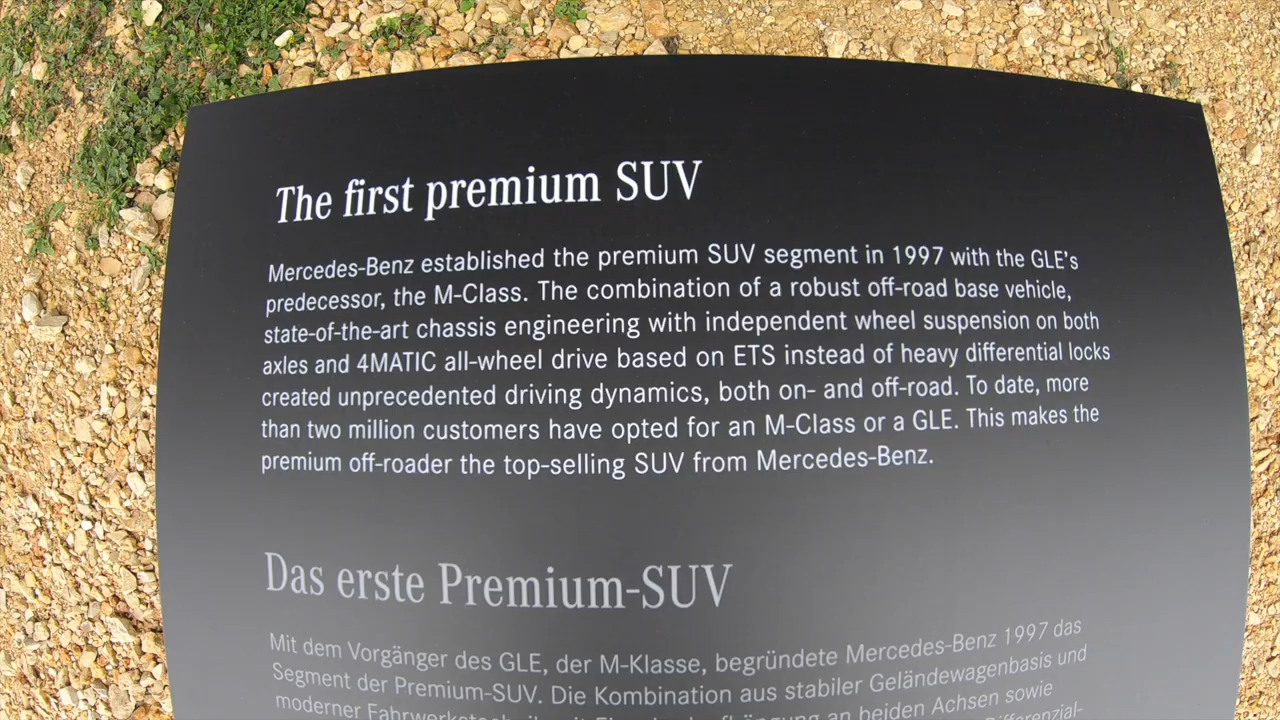 The first premium SUV
Mercedes-Benz established the premium SUV segment in 1997 with the GLE's
predecessor, the M-Class. The combination of a robust off-road base vehicle,
state-of-the-art chassis engineering with independent wheel suspension on both
axles and 4MATIC all-wheel drive based on ETS instead of heavy differential locks
created unprecedented driving dynamics, both on- and off-road. To date, more
than two million customers have opted for an M-Class or a GLE. This makes the
premium off-roader the top-selling SUV from Mercedes-Benz.
Das erste Premium-SUV
Mit dem Vorgänger des GLE, der M-Klasse, begründete Mercedes-Benz 1997 das
Segment der Premium-SUV. Die Kombination aus stabiler Geländewagenbasis und
moderner an beiden Achsen sowie
Differenzial-